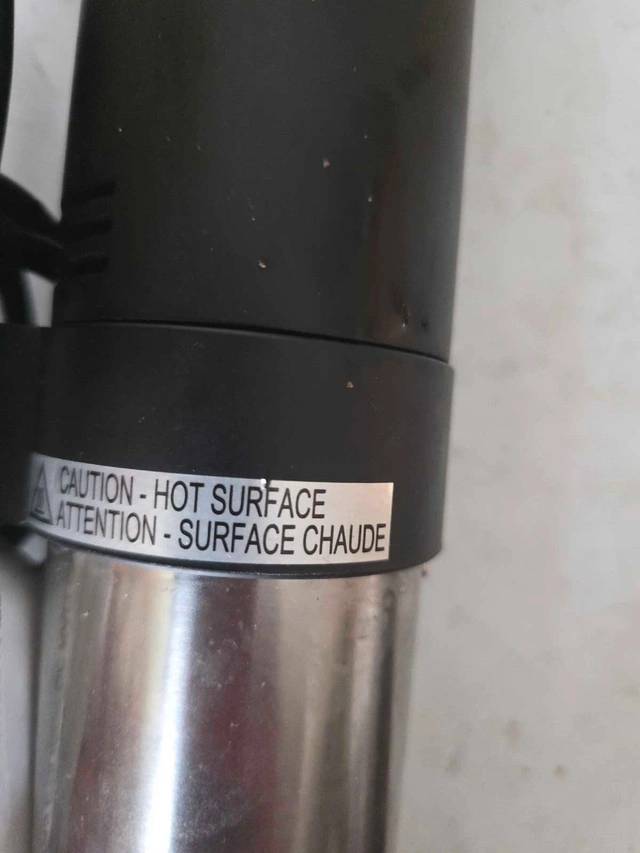 CAUTION - HOT SURFACE
ATTENTION - SURFACE CHAUDE